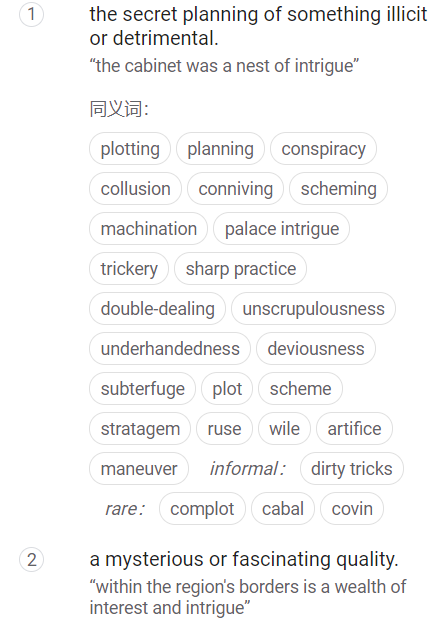 1 the secret planning of something illicit
or detrimental.
“the cabinet was a nest of intrigue”
同义词：
plotting planning conspiracy
collusion conniving scheming
machination palace intrigue
trickery sharp practice
double-dealing unscrupulousness
underhandedness deviousness
subterfuge plot scheme
stratagem ruse wile artifice
maneuver informal： dirty tricks
rare： complot cabal covin
2 a mysterious or fascinating quality.
“within the region's borders is a wealth of
interest and intrigue”